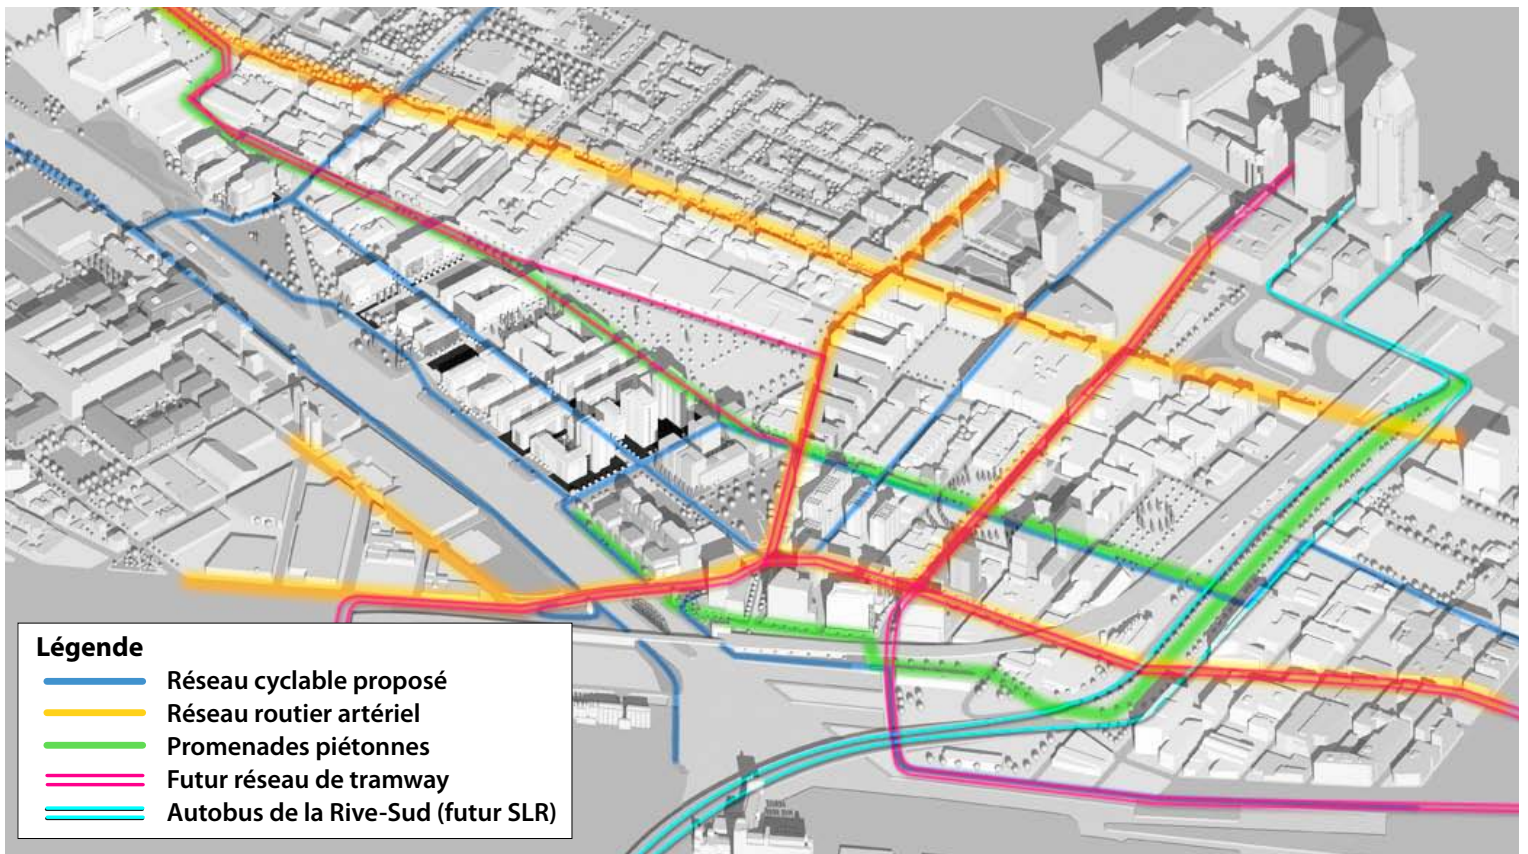 Légende
Réseau cyclable proposé
Réseau routier artériel
Promenades piétonnes
Futur réseau de tramway
Autobus de la Rive-Sud (futur SLR)